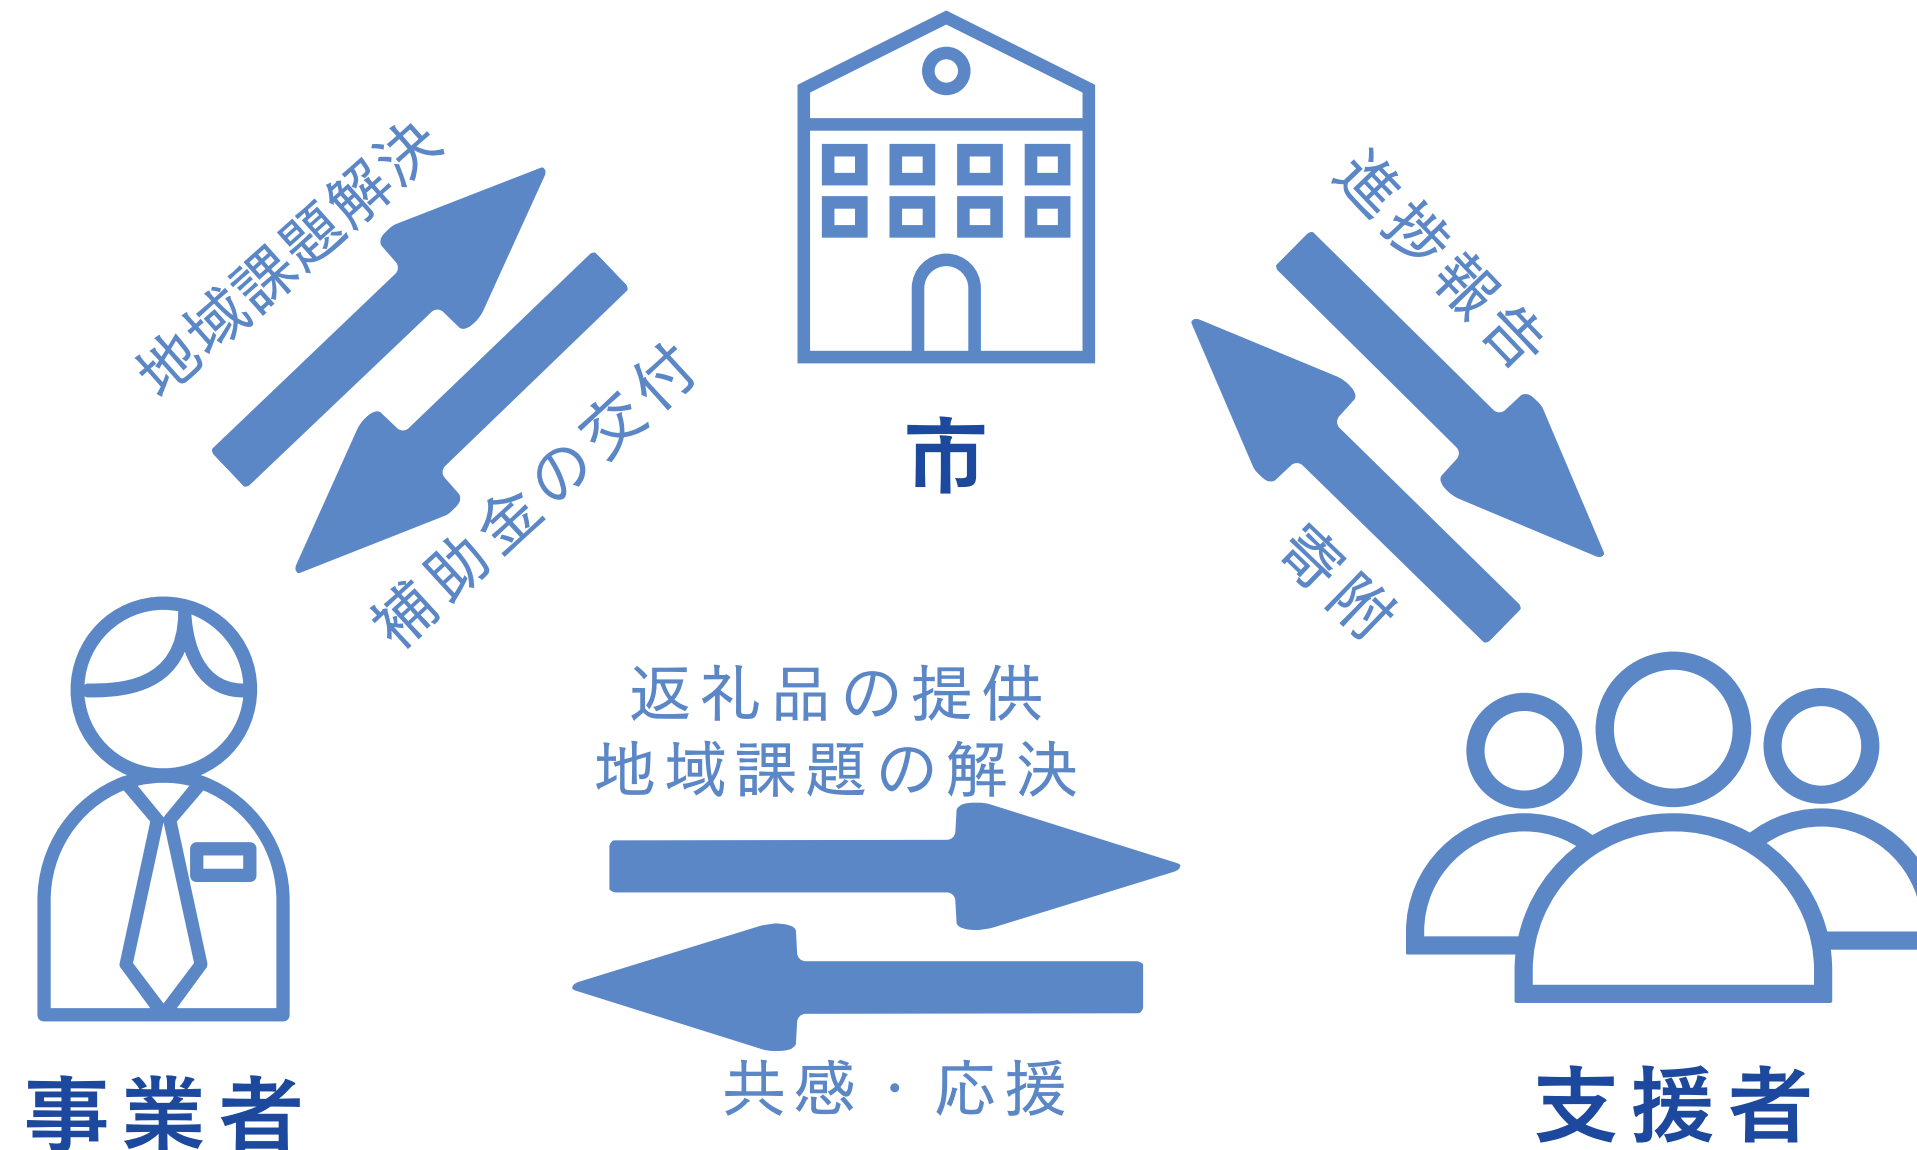 地域課題解決
進捗報告
補助金の交付
市
寄附
返礼品の提供
地域課題の解決
共感・応援
事業者
支援者